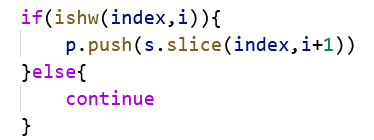 if(ishw(index,i)){
    p.push(s.slice(index,i+1))
}else{
    continue
}